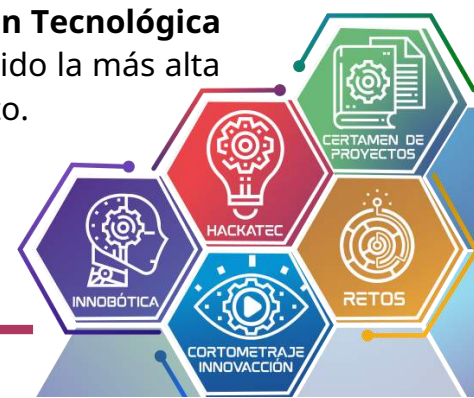 n Tecnológica
ido la más alta
o.
CERTAMEN DE
PROYECTOS
HACKATEC
INNOBÓTICA
RETOS
CORTOMETRAJE
INNOVACCIÓN